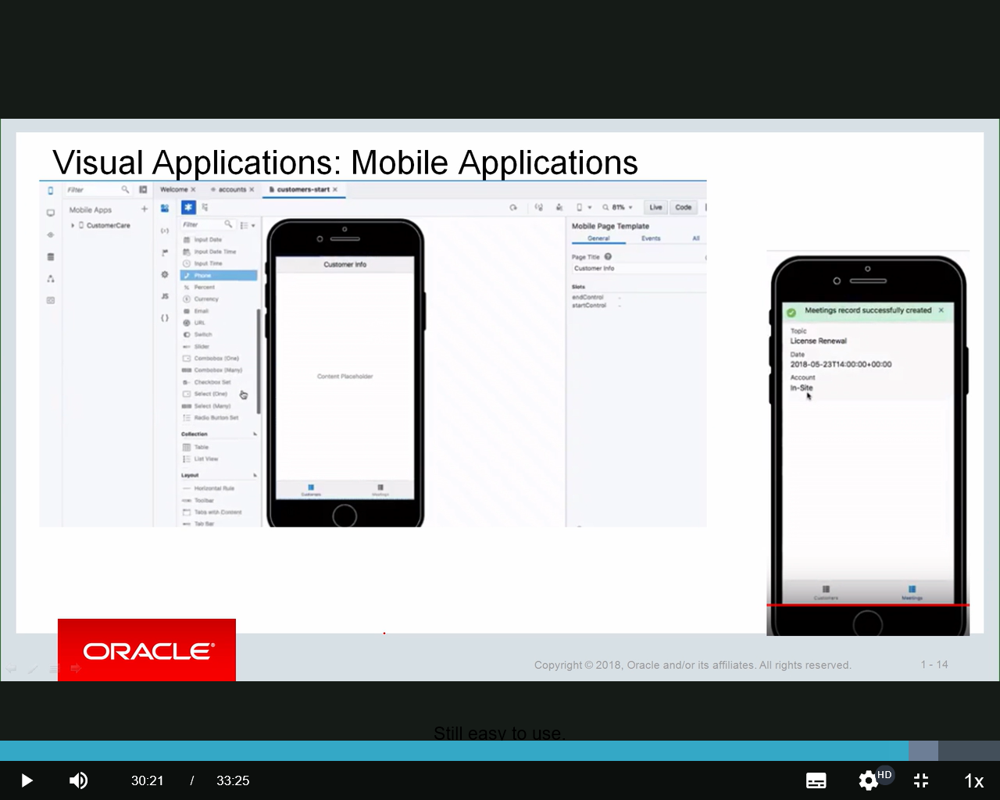 Visual Applications: Mobile Applications
Filter
Welcome ×
accounts ×
customers-start ×
Mobile Apps +
CustomerCare
Filter
81%
Live
Code
Input Date
Input Date Time
Input Time
Phone
Percent
Currency
Email
URL
Switch
Slider
Combobox (One)
Combobox (Many)
Checkbox Set
Select (One)
Select (Many)
Radio Button Set
Collection
Table
List View
Layout
Horizontal Rule
Toolbar
Tabs with Content
Tab Bar
(x)
JS
{ }
Customer Info
Content Placeholder
Customers
Meetings
Mobile Page Template
General
Events
All
Page Title
Customer Info
Slots
endControl -
startControl -
Meetings record successfully created ×
Topic
License Renewal
Date
2018-05-23T14:00:00+00:00
Account
In-Site
Customers
Meetings
ORACLE®
Copyright © 2018, Oracle and/or its affiliates. All rights reserved.
1 - 14
Still easy to use.
30:21 / 33:25
HD
1x